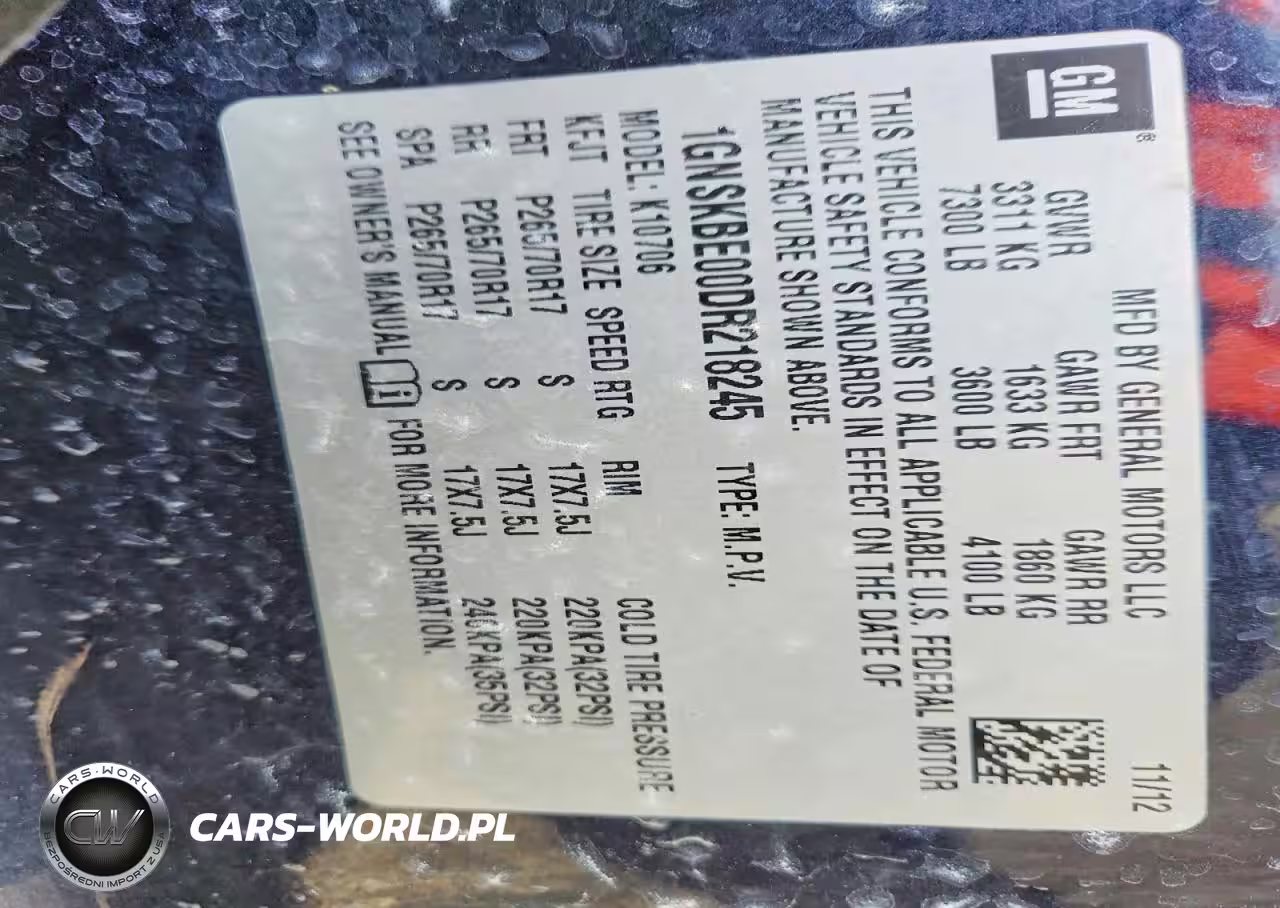 GM®
MFD BY GENERAL MOTORS LLC 11/12
GVWR GAWR FRT GAWR RR
3311 KG 1633 KG 1860 KG
7300 LB 3600 LB 4100 LB
THIS VEHICLE CONFORMS TO ALL APPLICABLE U.S. FEDERAL MOTOR
VEHICLE SAFETY STANDARDS IN EFFECT ON THE DATE OF
MANUFACTURE SHOWN ABOVE.
1GNSKBE00DR218245 TYPE: M.P.V.
MODEL: K10706
KFJT TIRE SIZE SPEED RTG RIM COLD TIRE PRESSURE
FRT P265/70R17 S 17X7.5J 220KPA(32PSI)
RR P265/70R17 S 17X7.5J 220KPA(32PSI)
SPA P265/70R17 S 17X7.5J 240KPA(35PSI)
SEE OWNER'S MANUAL i FOR MORE INFORMATION.
CARS-WORLD
CW
BEZPOŚREDNI IMPORT Z USA
CARS-WORLD.PL